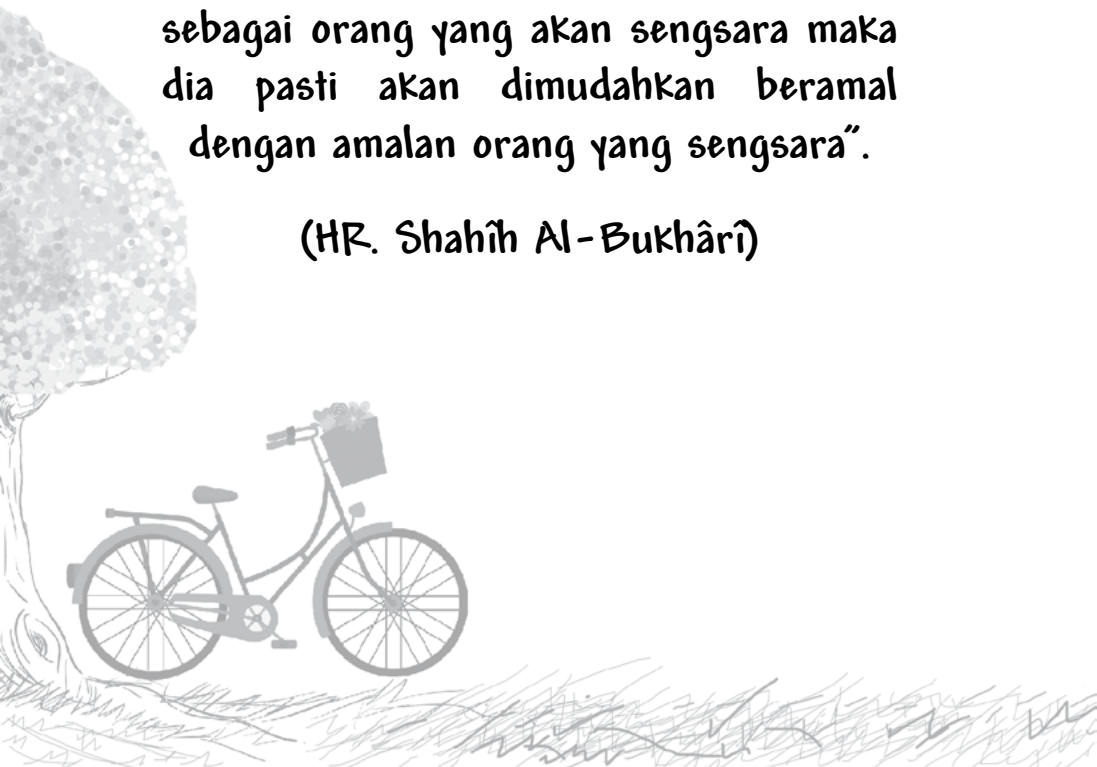 sebagai orang yang akan sengsara maka
dia pasti akan dimudahkan beramal
dengan amalan orang yang sengsara”.
(HR. Shahîh Al-Bukhârî)